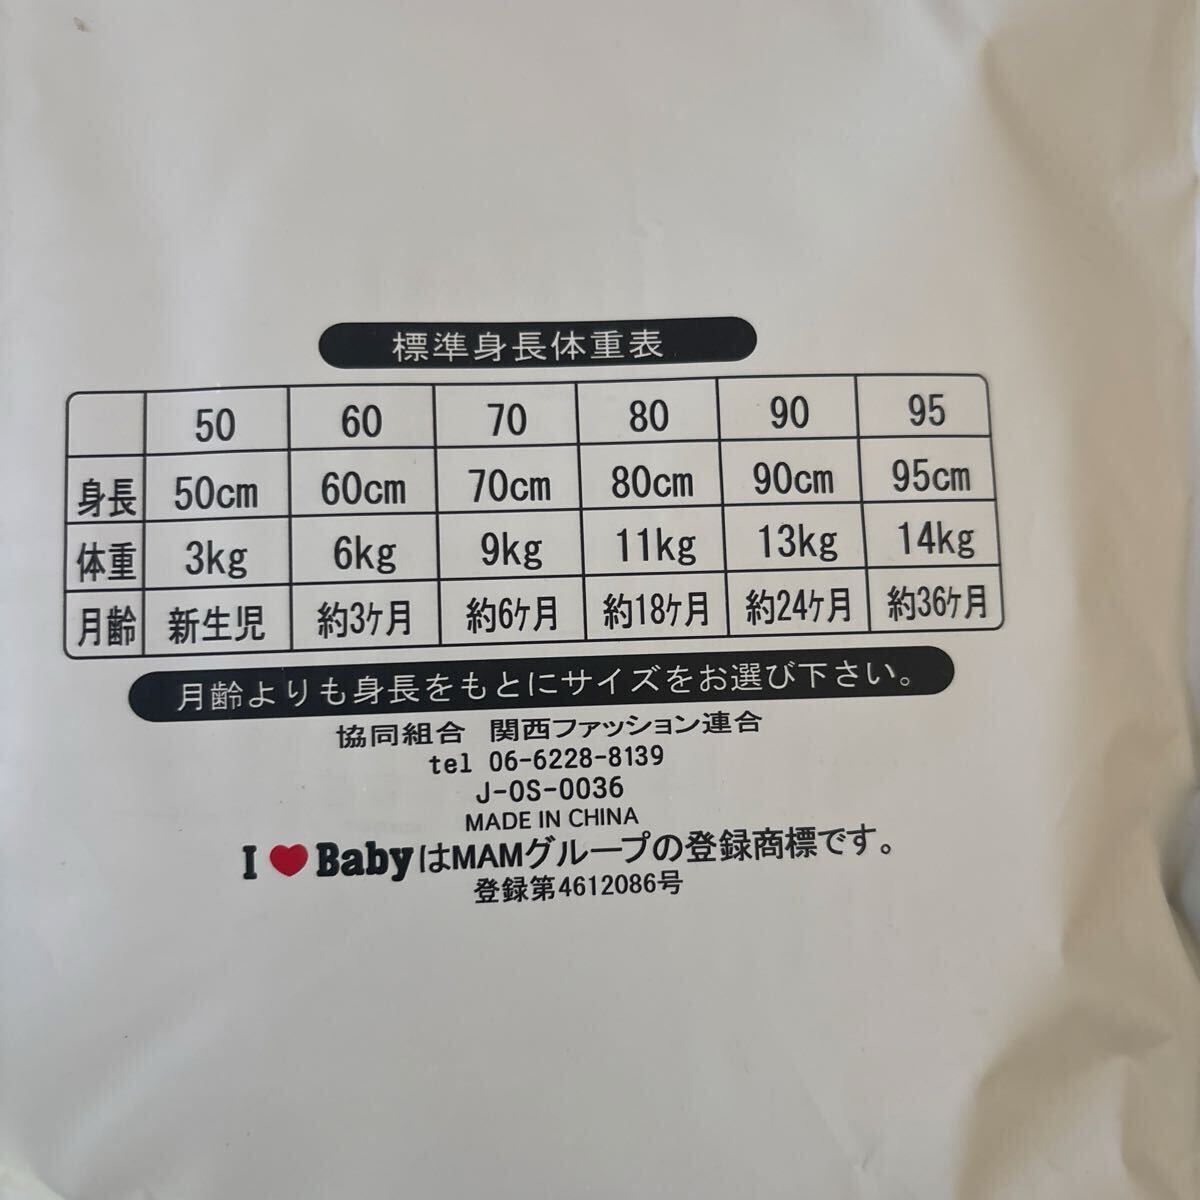 標準身長体重表
50 60 70 80 90 95
身長 50cm 60cm 70cm 80cm 90cm 95cm
体重 3kg 6kg 9kg 11kg 13kg 14kg
月齢 新生児 約3ケ月 約6ケ月 約18ケ月 約24ケ月 約36ケ月
月齢よりも身長をもとにサイズをお選び下さい。
協同組合 関西ファッション連合
tel 06-6228-8139
J-OS-0036
MADE IN CHINA
I ♥ BabyはMAMグループの登録商標です。
登録第4612086号